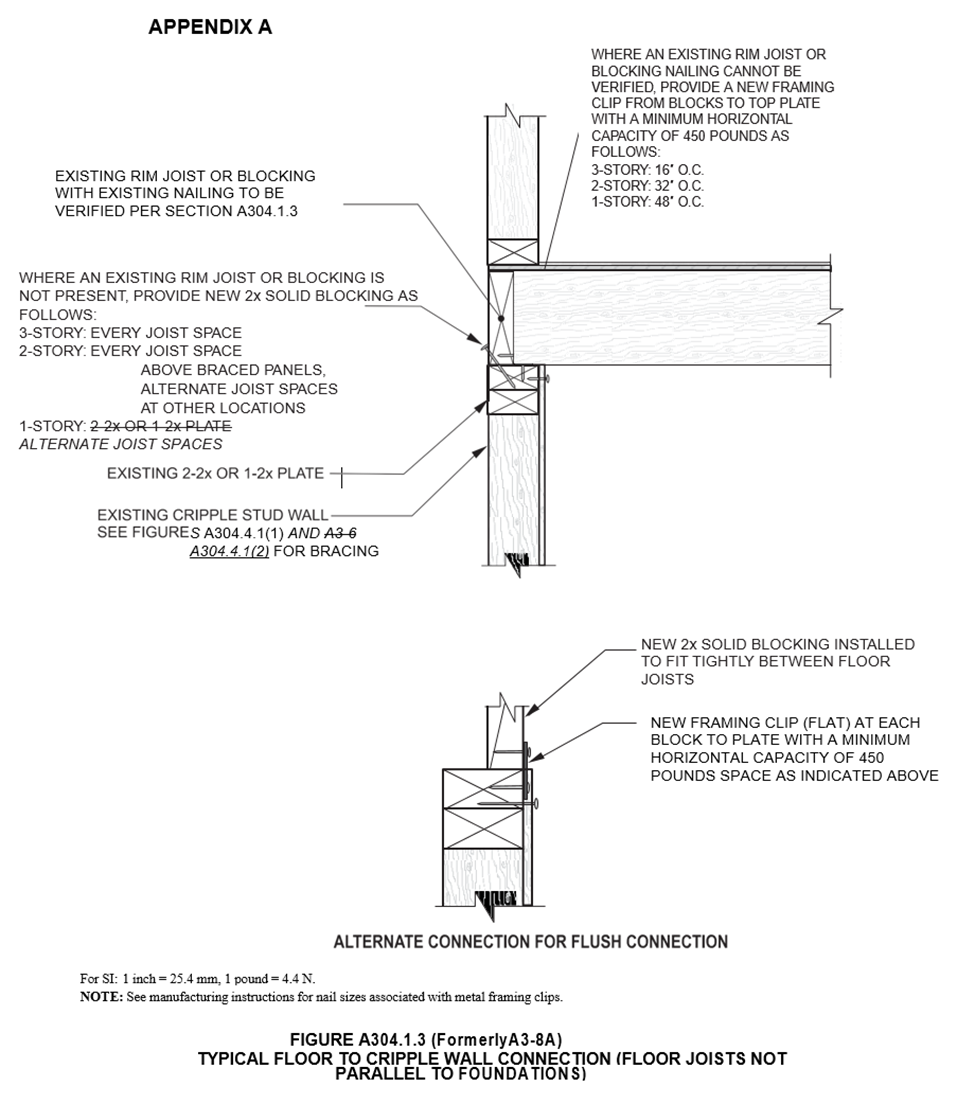 APPENDIX A
WHERE AN EXISTING RIM JOIST OR
BLOCKING NAILING CANNOT BE
VERIFIED, PROVIDE A NEW FRAMING
CLIP FROM BLOCKS TO TOP PLATE
WITH A MINIMUM HORIZONTAL
CAPACITY OF 450 POUNDS AS
FOLLOWS:
3-STORY: 16″ O.C.
2-STORY: 32″ O.C.
1-STORY: 48″ O.C.
EXISTING RIM JOIST OR BLOCKING
WITH EXISTING NAILING TO BE
VERIFIED PER SECTION A304.1.3
WHERE AN EXISTING RIM JOIST OR BLOCKING IS
NOT PRESENT, PROVIDE NEW 2x SOLID BLOCKING AS
FOLLOWS:
3-STORY: EVERY JOIST SPACE
2-STORY: EVERY JOIST SPACE
ABOVE BRACED PANELS,
ALTERNATE JOIST SPACES
AT OTHER LOCATIONS
1-STORY: 2-2x OR 1-2x PLATE
ALTERNATE JOIST SPACES
EXISTING 2-2x OR 1-2x PLATE
EXISTING CRIPPLE STUD WALL
SEE FIGURES A304.4.1(1) AND A3-6
A304.4.1(2) FOR BRACING
NEW 2x SOLID BLOCKING INSTALLED
TO FIT TIGHTLY BETWEEN FLOOR
JOISTS
NEW FRAMING CLIP (FLAT) AT EACH
BLOCK TO PLATE WITH A MINIMUM
HORIZONTAL CAPACITY OF 450
POUNDS SPACE AS INDICATED ABOVE
ALTERNATE CONNECTION FOR FLUSH CONNECTION
For SI: 1 inch = 25.4 mm, 1 pound = 4.4 N.
NOTE: See manufacturing instructions for nail sizes associated with metal framing clips.
FIGURE A304.1.3 (FormerlyA3-8A)
TYPICAL FLOOR TO CRIPPLE WALL CONNECTION (FLOOR JOISTS NOT
PARALLEL TO FOUNDATIONS)